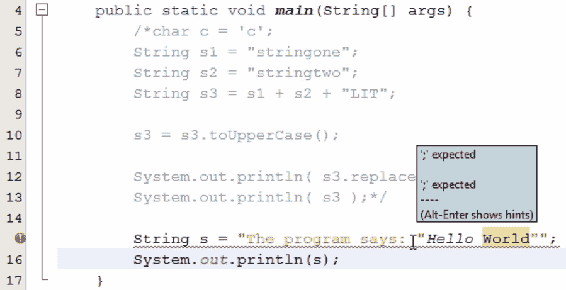 4 public static void main(String[] args) {
5 /*char c = 'c';
6 String s1 = "stringone";
7 String s2 = "stringtwo";
8 String s3 = s1 + s2 + "LIT";
9
10 s3 = s3.toUpperCase();
11
12 System.out.println( s3.replace
13 System.out.println( s3 );*/
14
String s = "The program says: "Hello World"";
16 System.out.println(s);
17 }
';' expected
';' expected
----
(Alt-Enter shows hints)